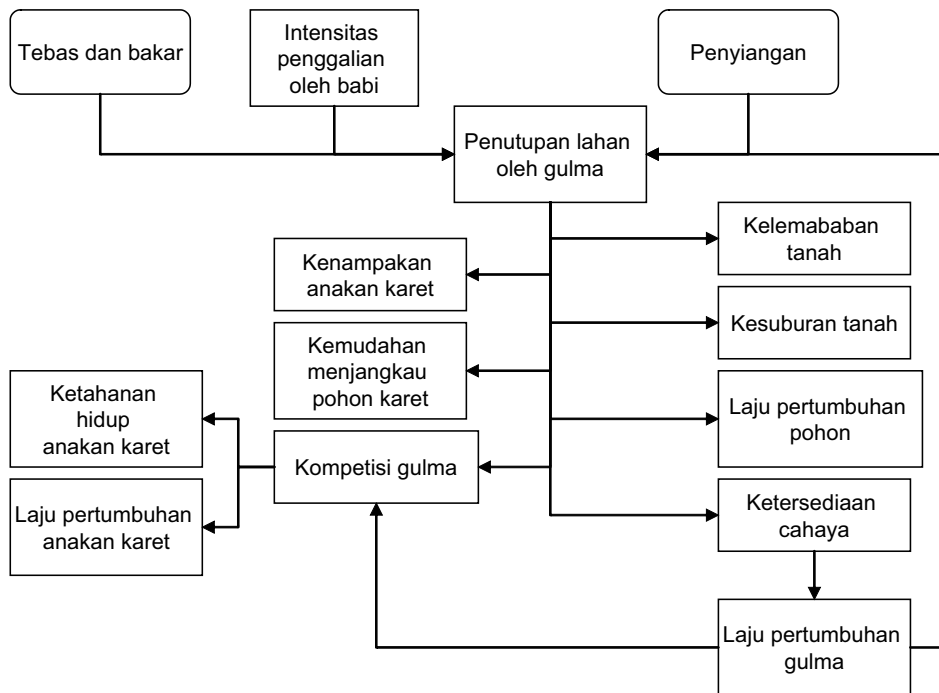 Tebas dan bakar
Intensitas
penggalian
oleh babi
Penyiangan
Penutupan lahan
oleh gulma
Kelemababan
tanah
Kenampakan
anakan karet
Kesuburan tanah
Kemudahan
menjangkau
pohon karet
Ketahanan
hidup
anakan karet
Laju pertumbuhan
pohon
Kompetisi gulma
Laju pertumbuhan
anakan karet
Ketersediaan
cahaya
Laju pertumbuhan
gulma